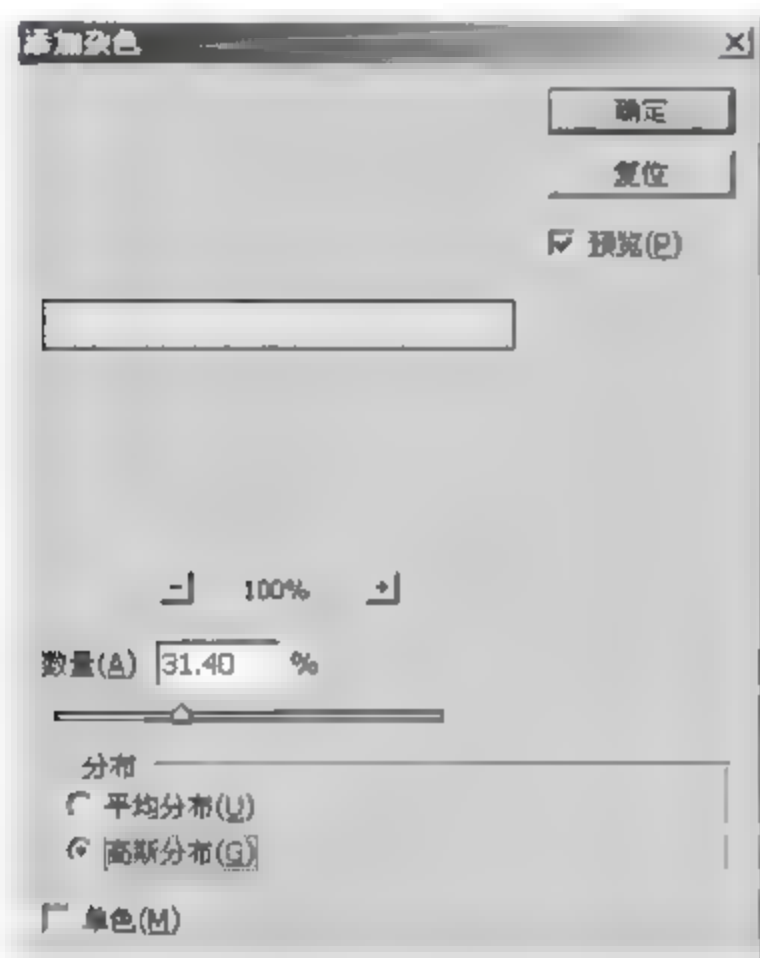 添加杂色
确定
复位
预览(P)
- 100% +
数量(A) 31.40 %
分布
平均分布(U)
高斯分布(G)
单色(M)